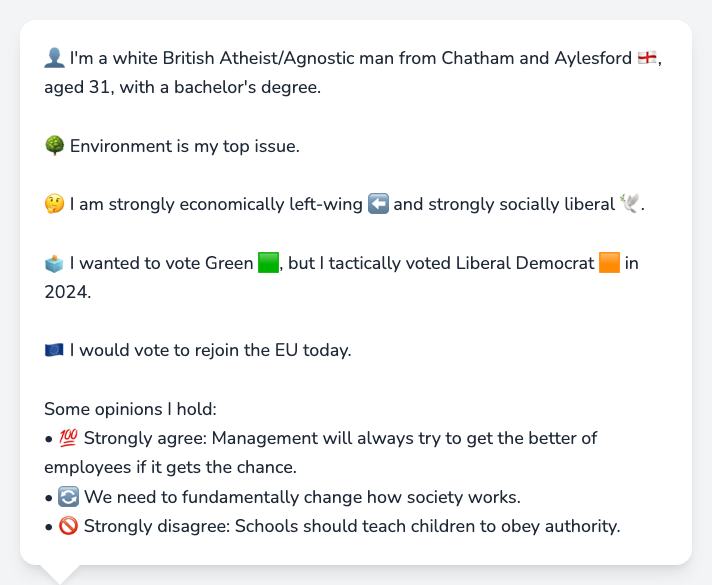 👤 I'm a white British Atheist/Agnostic man from Chatham and Aylesford 🏴󠁧󠁢󠁥󠁮󠁧󠁿,
aged 31, with a bachelor's degree.
🌳 Environment is my top issue.
🤔 I am strongly economically left-wing ⬅️ and strongly socially liberal 🕊️.
🗳️ I wanted to vote Green 🟩, but I tactically voted Liberal Democrat 🟧 in
2024.
🇪🇺 I would vote to rejoin the EU today.
Some opinions I hold:
• 💯 Strongly agree: Management will always try to get the better of
employees if it gets the chance.
• 🔄 We need to fundamentally change how society works.
• 🚫 Strongly disagree: Schools should teach children to obey authority.